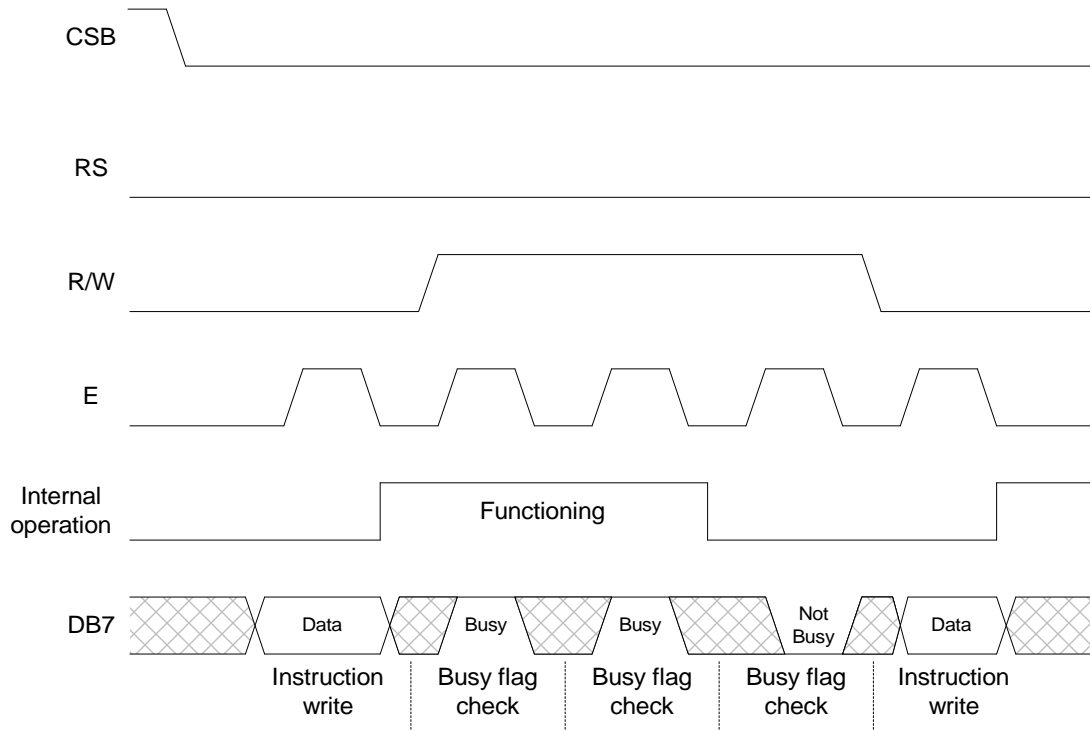 CSB
RS
R/W
E
Internal
operation
Functioning
DB7
Data
Busy
Busy
Not
Busy
Data
Instruction
write
Busy flag
check
Busy flag
check
Busy flag
check
Instruction
write